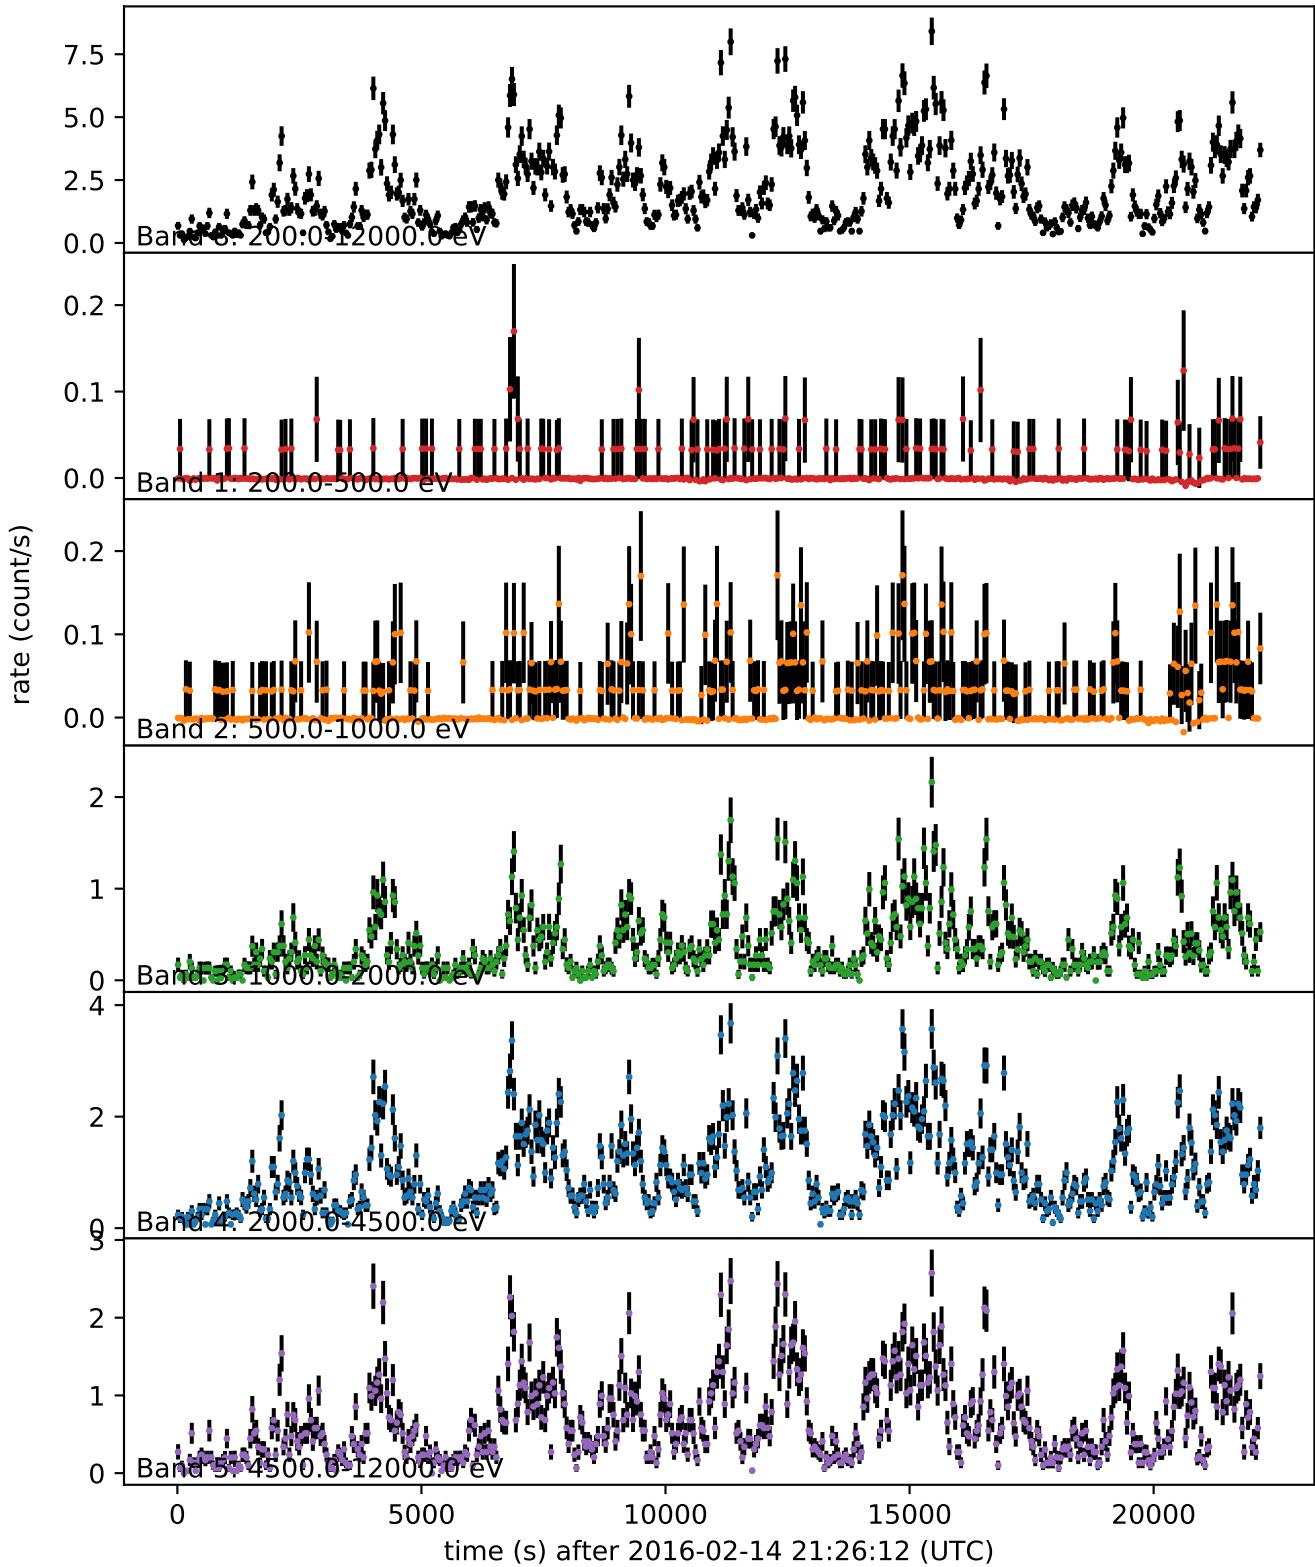 7.5
5.0
2.5
0.0
Band 8: 200.0-12000.0 eV
0.2
0.1
0.0
Band 1: 200.0-500.0 eV
0.2
0.1
0.0
Band 2: 500.0-1000.0 eV
2
1
0
Band 3: 1000.0-2000.0 eV
4
2
0
Band 4: 2000.0-4500.0 eV
3
2
1
0
Band 5: 4500.0-12000.0 eV
rate (count/s)
0 5000 10000 15000 20000
time (s) after 2016-02-14 21:26:12 (UTC)